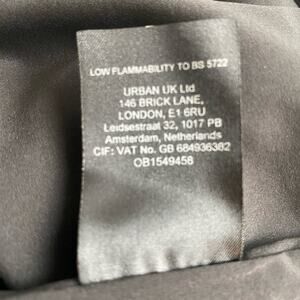 LOW FLAMMABILITY TO BS 5722
URBAN UK Ltd
146 BRICK LANE,
LONDON, E1 6RU
Leidsestraat 32, 1017 PB
Amsterdam, Netherlands
CIF: VAT No. GB 684936382
OB1549458